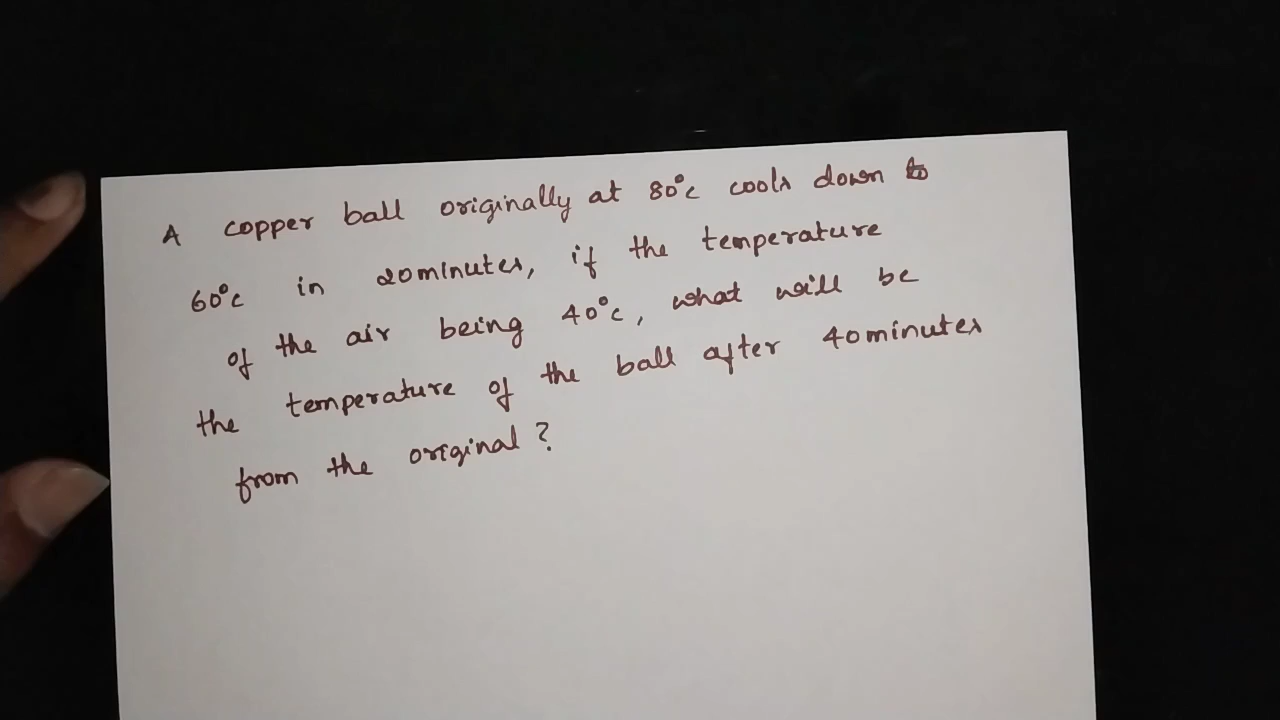 A copper ball originally at 80°c cools down to
60°c in 20minutes, if the temperature
of the air being 40°c, what will be
the temperature of the ball after 40minutes
from the original?